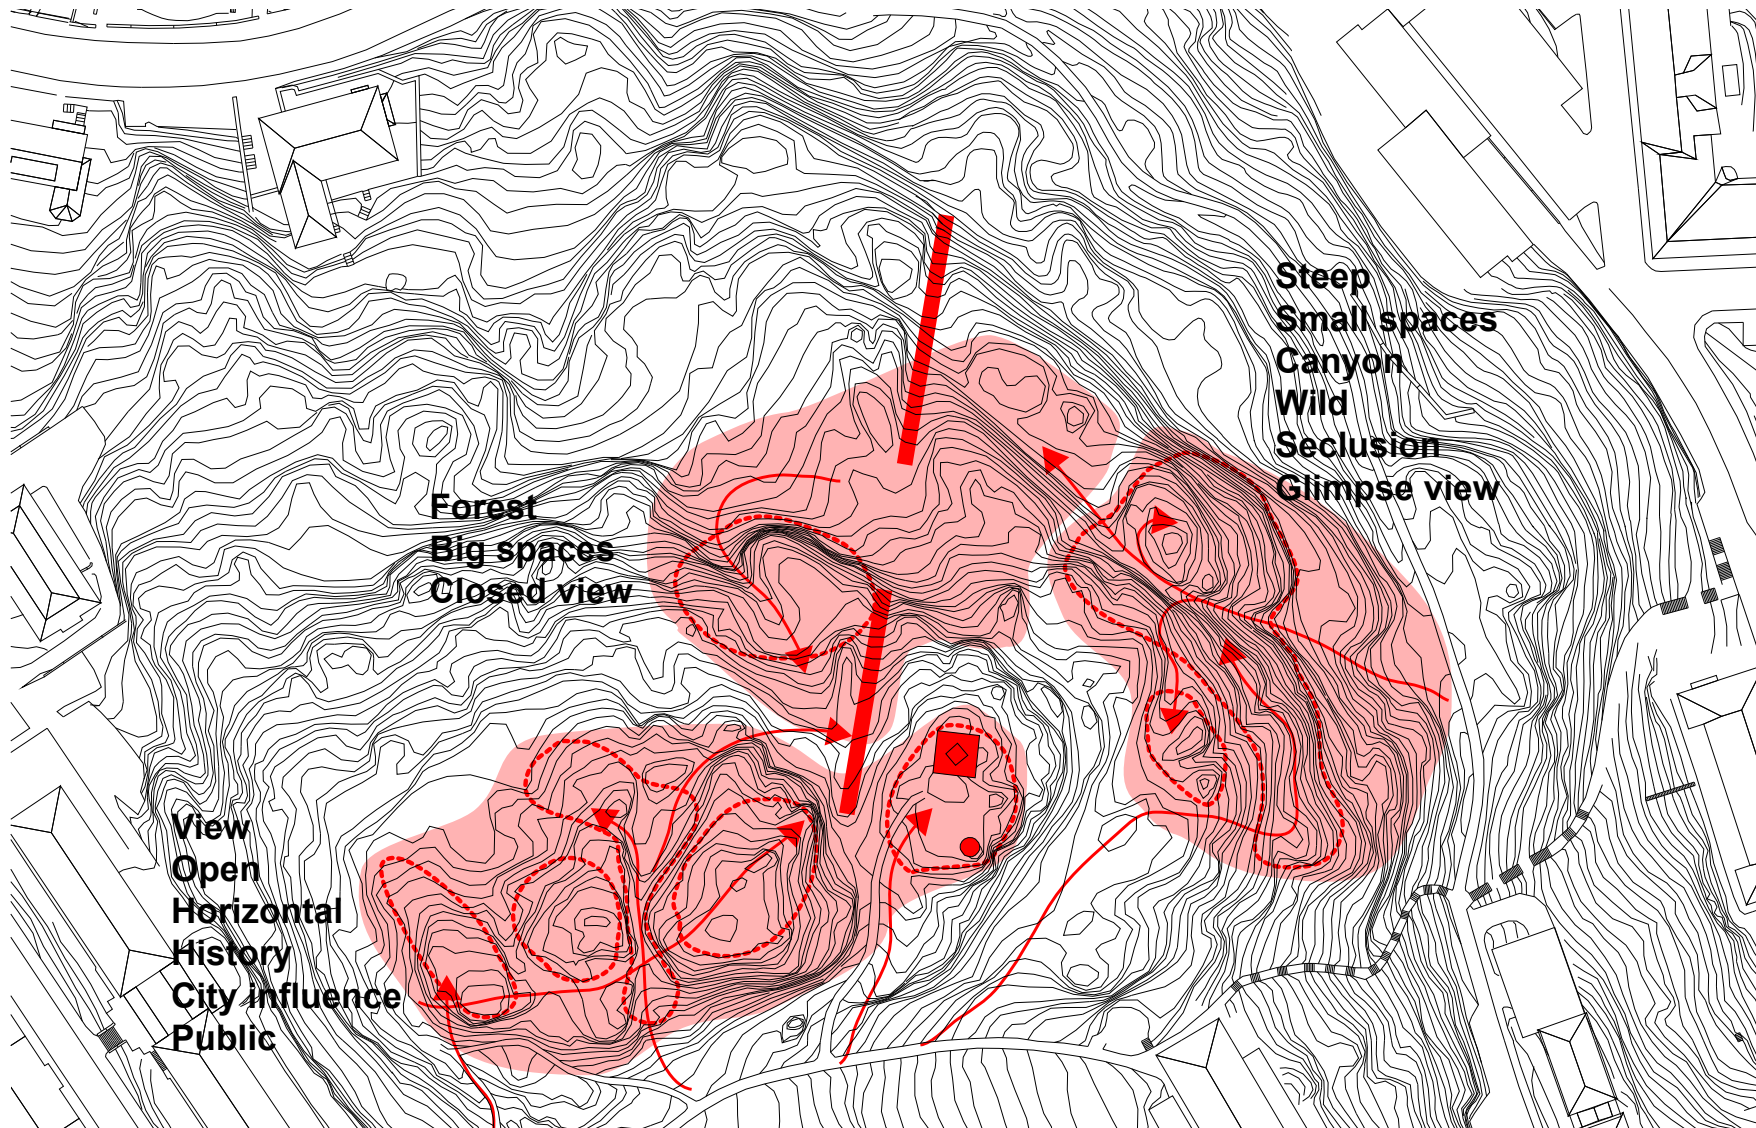 Steep
Small spaces
Canyon
Wild
Seclusion
Glimpse view
Forest
Big spaces
Closed view
View
Open
Horizontal
History
City influence
Public